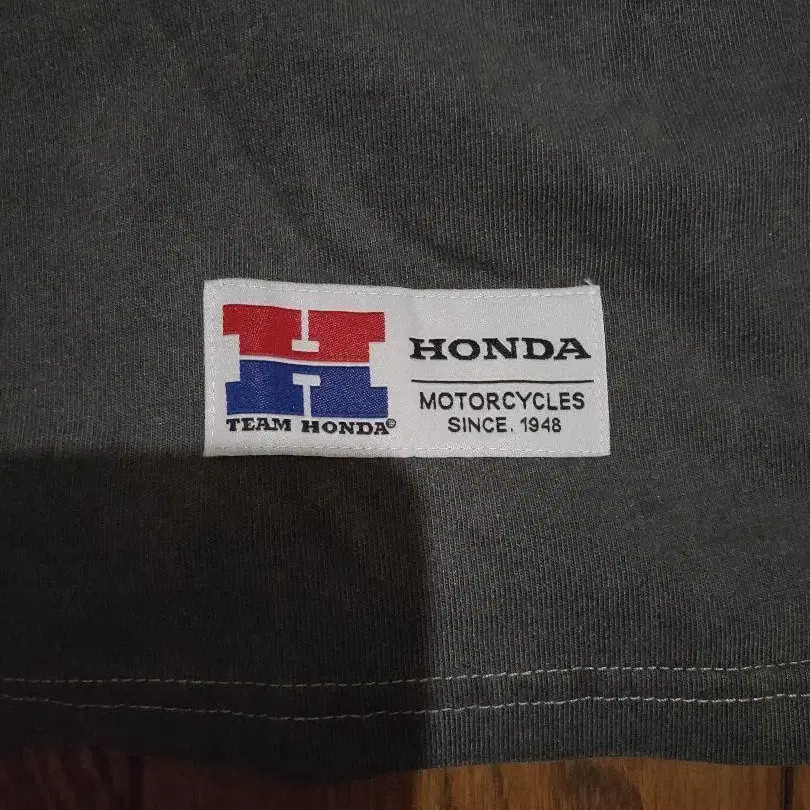 TEAM HONDA®
HONDA
MOTORCYCLES
SINCE. 1948